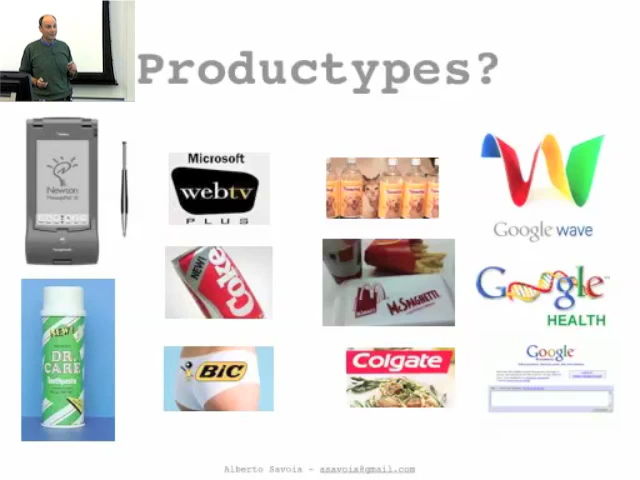 Productypes?
Newton
Microsoft
webtv
PLUS
Google wave
NEW!
Coke
McSpaghetti
Google
HEALTH
NEW!
DR.
CARE
Toothpaste
BIC
Colgate
Google
Alberto Savoia - asavoia@gmail.com